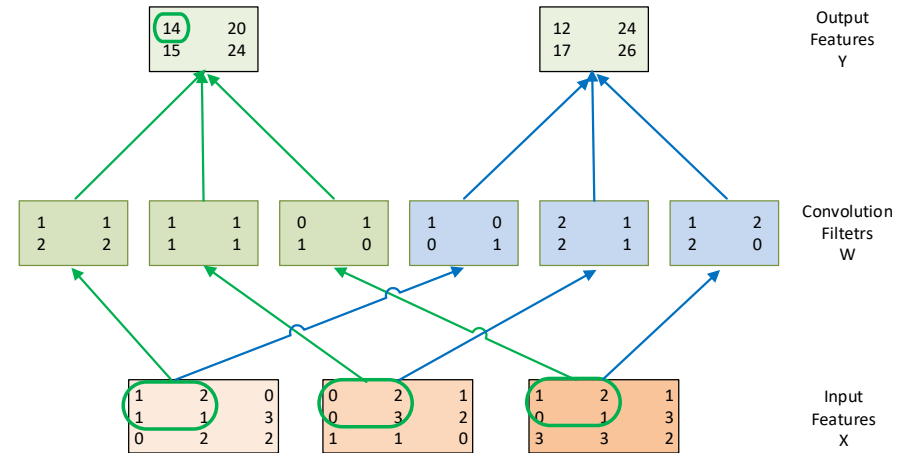 14 20
15 24
12 24
17 26
Output
Features
Y
1 1
2 2
1 1
1 1
0 1
1 0
1 0
0 1
2 1
2 1
1 2
2 0
Convolution
Filtetrs
W
1 2 0
1 1 3
0 2 2
0 2 1
0 3 2
1 1 0
1 2 1
0 1 3
3 3 2
Input
Features
X